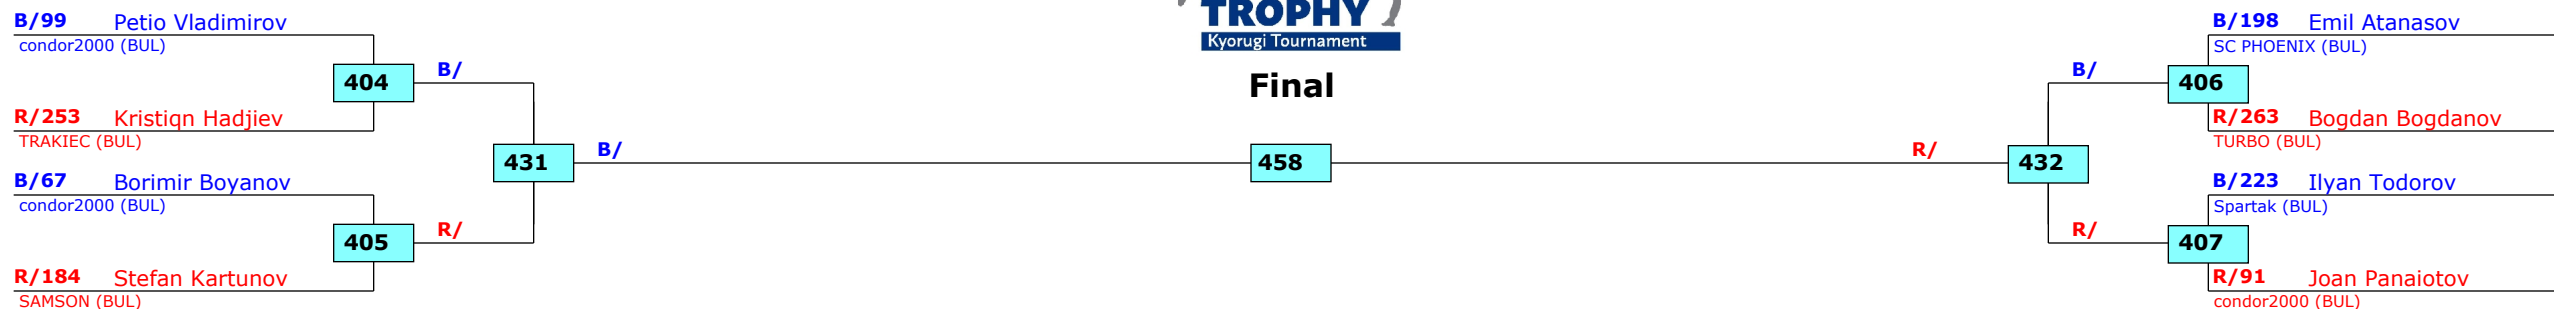 TROPHY
Kyorugi Tournament
Final
B/99 Petio Vladimirov
condor2000 (BUL)
404
B/
R/253 Kristiqn Hadjiev
TRAKIEC (BUL)
431
B/
B/67 Borimir Boyanov
condor2000 (BUL)
405
R/
R/184 Stefan Kartunov
SAMSON (BUL)
458
B/198 Emil Atanasov
SC PHOENIX (BUL)
B/
406
R/263 Bogdan Bogdanov
TURBO (BUL)
R/
432
B/223 Ilyan Todorov
Spartak (BUL)
R/
407
R/91 Joan Panaiotov
condor2000 (BUL)